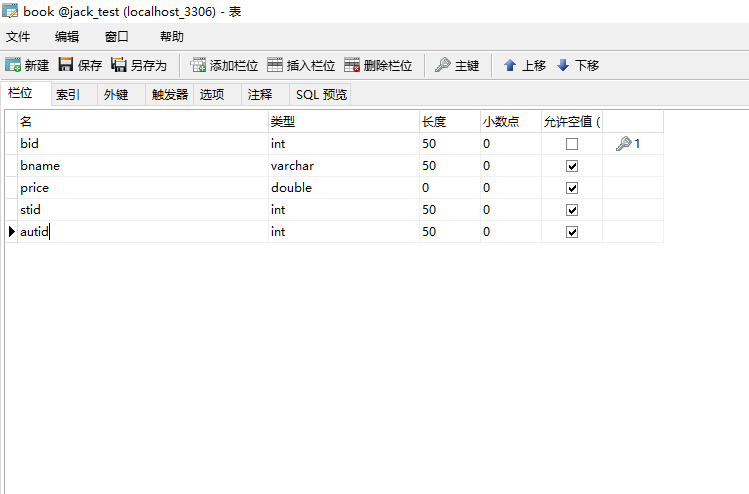 book @jack_test (localhost_3306) - 表
文件 编辑 窗口 帮助
新建 保存 另存为 添加栏位 插入栏位 删除栏位 主键 上移 下移
栏位 索引 外键 触发器 选项 注释 SQL 预览
名 类型 长度 小数点 允许空值 (
bid int 50 0 1
bname varchar 50 0
price double 0 0
stid int 50 0
autid int 50 0